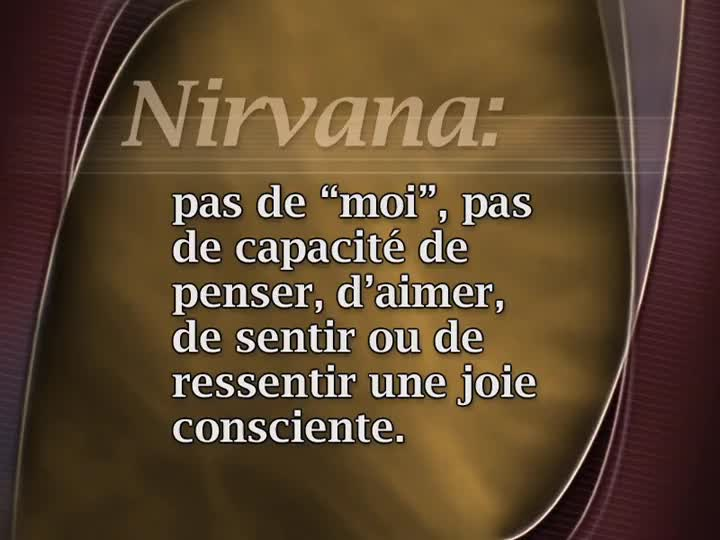 Nirvana:
pas de “moi”, pas
de capacité de
penser, d’aimer,
de sentir ou de
ressentir une joie
consciente.